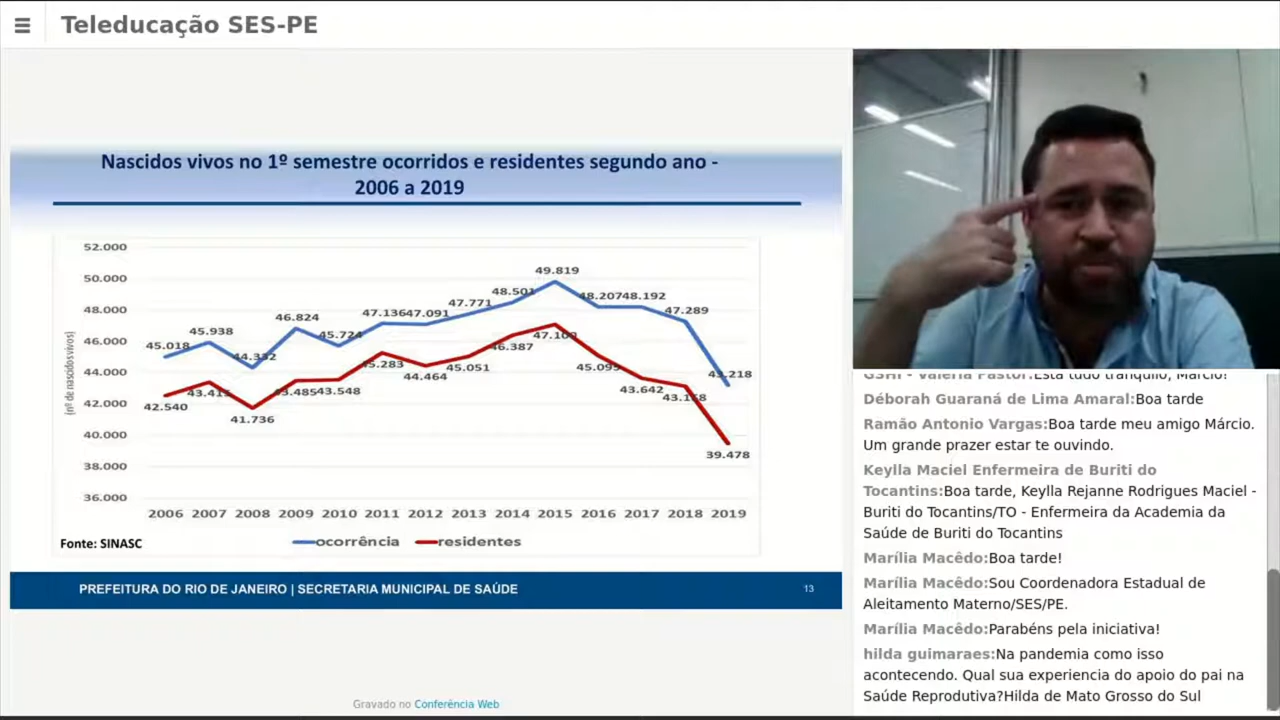 Teleducação SES-PE
Nascidos vivos no 1º semestre ocorridos e residentes segundo ano -
2006 a 2019
52.000
50.000
48.000
46.000
44.000
42.000
40.000
38.000
36.000
(nº de nascidos vivos)
45.018
45.938
44.332
46.824
45.724
47.136
47.091
47.771
48.501
49.819
48.207
48.192
47.289
43.218
42.540
43.41
41.736
43.485
43.548
45.283
44.464
45.051
46.387
47.10
45.09
43.642
43.1 8
39.478
2006 2007 2008 2009 2010 2011 2012 2013 2014 2015 2016 2017 2018 2019
ocorrência residentes
Fonte: SINASC
PREFEITURA DO RIO DE JANEIRO | SECRETARIA MUNICIPAL DE SAÚDE
13
Gravado no Conferência Web
Valeria Pastor:Está tudo tranquilo, Márcio!
Déborah Guaraná de Lima Amaral:Boa tarde
Ramão Antonio Vargas:Boa tarde meu amigo Márcio.
Um grande prazer estar te ouvindo.
Keylla Maciel Enfermeira de Buriti do
Tocantins:Boa tarde, Keylla Rejanne Rodrigues Maciel -
Buriti do Tocantins/TO - Enfermeira da Academia da
Saúde de Buriti do Tocantins
Marília Macêdo:Boa tarde!
Marília Macêdo:Sou Coordenadora Estadual de
Aleitamento Materno/SES/PE.
Marília Macêdo:Parabéns pela iniciativa!
hilda guimaraes:Na pandemia como isso
acontecendo. Qual sua experiencia do apoio do pai na
Saúde Reprodutiva?Hilda de Mato Grosso do Sul